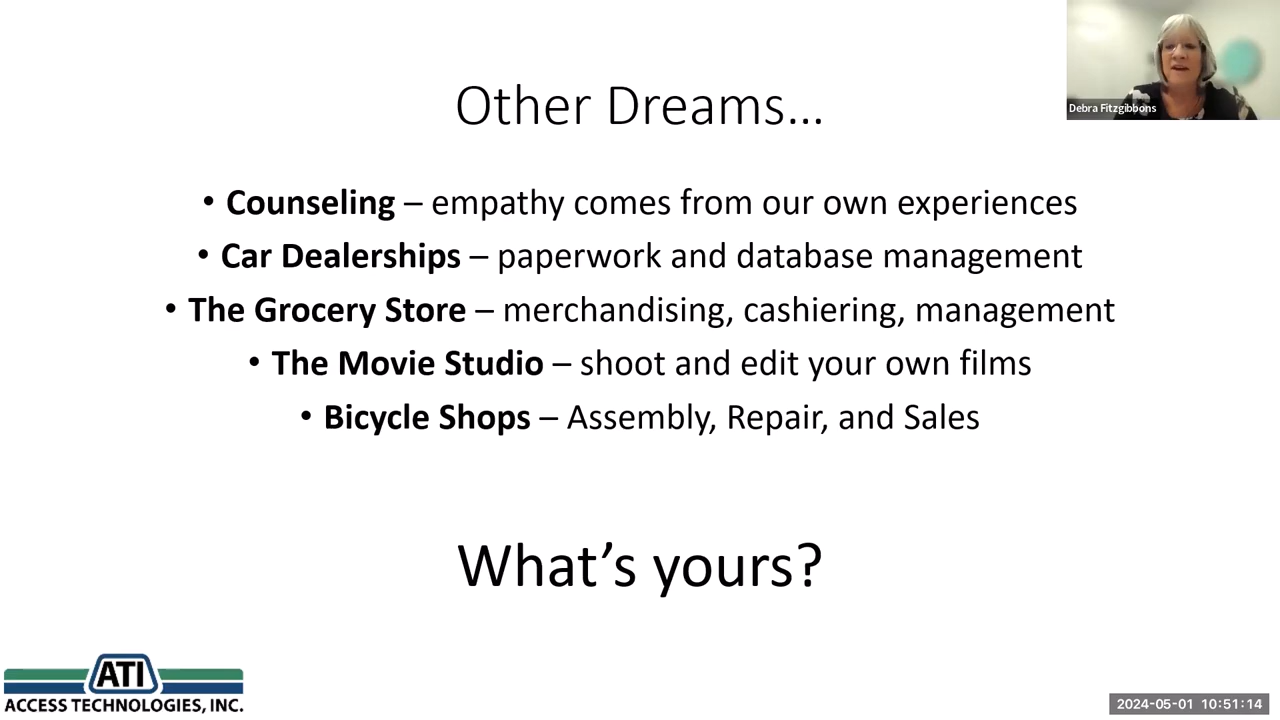 Other Dreams...
Debra Fitzgibbons
• Counseling – empathy comes from our own experiences
• Car Dealerships – paperwork and database management
• The Grocery Store – merchandising, cashiering, management
• The Movie Studio – shoot and edit your own films
• Bicycle Shops – Assembly, Repair, and Sales
What’s yours?
ATI
ACCESS TECHNOLOGIES, INC.
2024-05-01 10:51:14